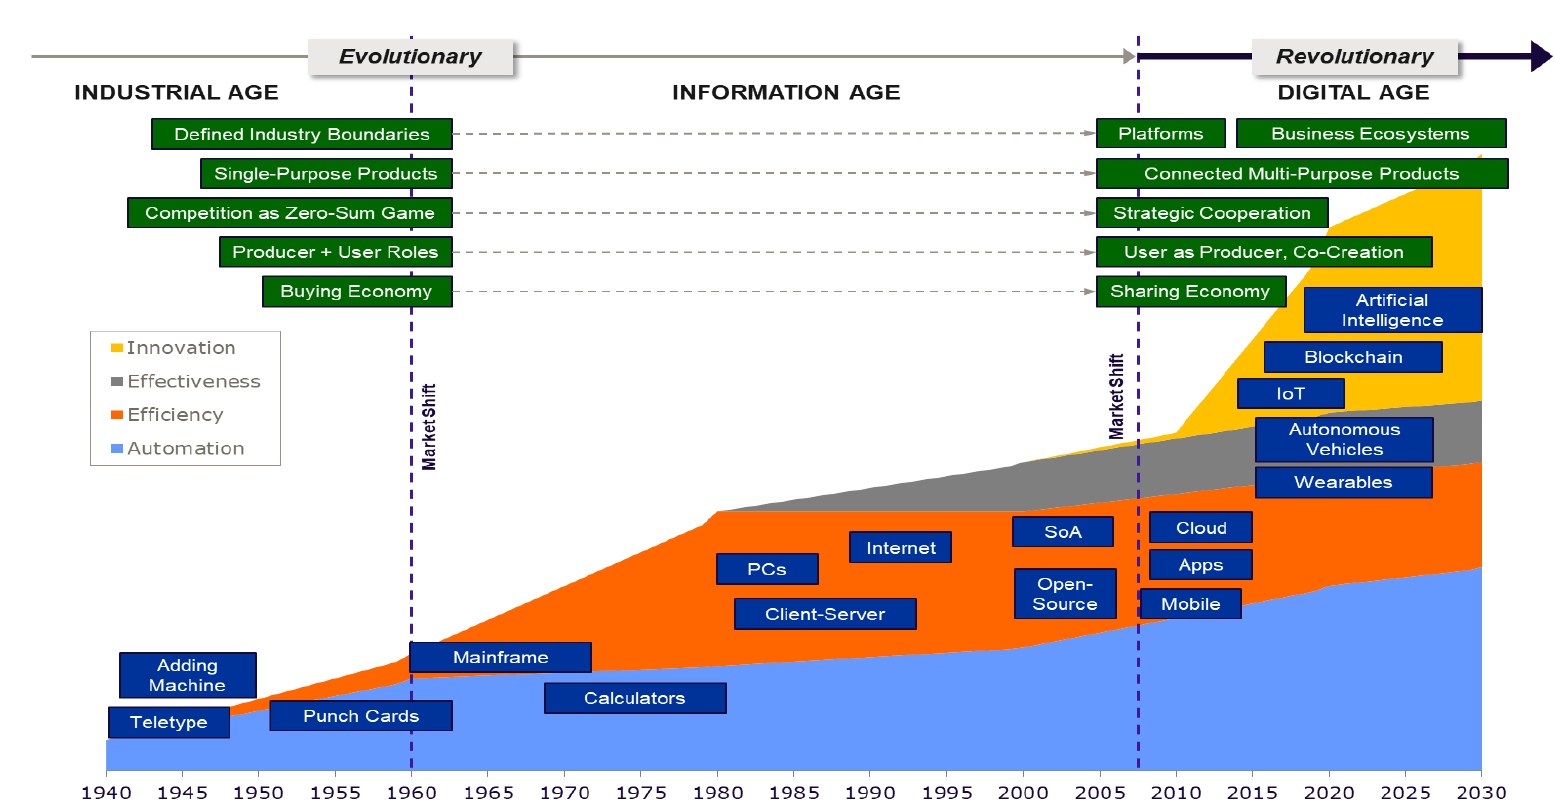 Evolutionary
Revolutionary
INDUSTRIAL AGE
INFORMATION AGE
DIGITAL AGE
Defined Industry Boundaries
Platforms
Business Ecosystems
Single-Purpose Products
Connected Multi-Purpose Products
Competition as Zero-Sum Game
Strategic Cooperation
Producer + User Roles
User as Producer, Co-Creation
Buying Economy
Sharing Economy
Innovation
Effectiveness
Efficiency
Automation
Market Shift
Market Shift
Artificial
Intelligence
Blockchain
IoT
Autonomous
Vehicles
Wearables
SoA
Cloud
Internet
PCs
Apps
Open-
Source
Mobile
Client-Server
Mainframe
Adding
Machine
Calculators
Teletype
Punch Cards
1940 1945 1950 1955 1960 1965 1970 1975 1980 1985 1990 1995 2000 2005 2010 2015 2020 2025 2030